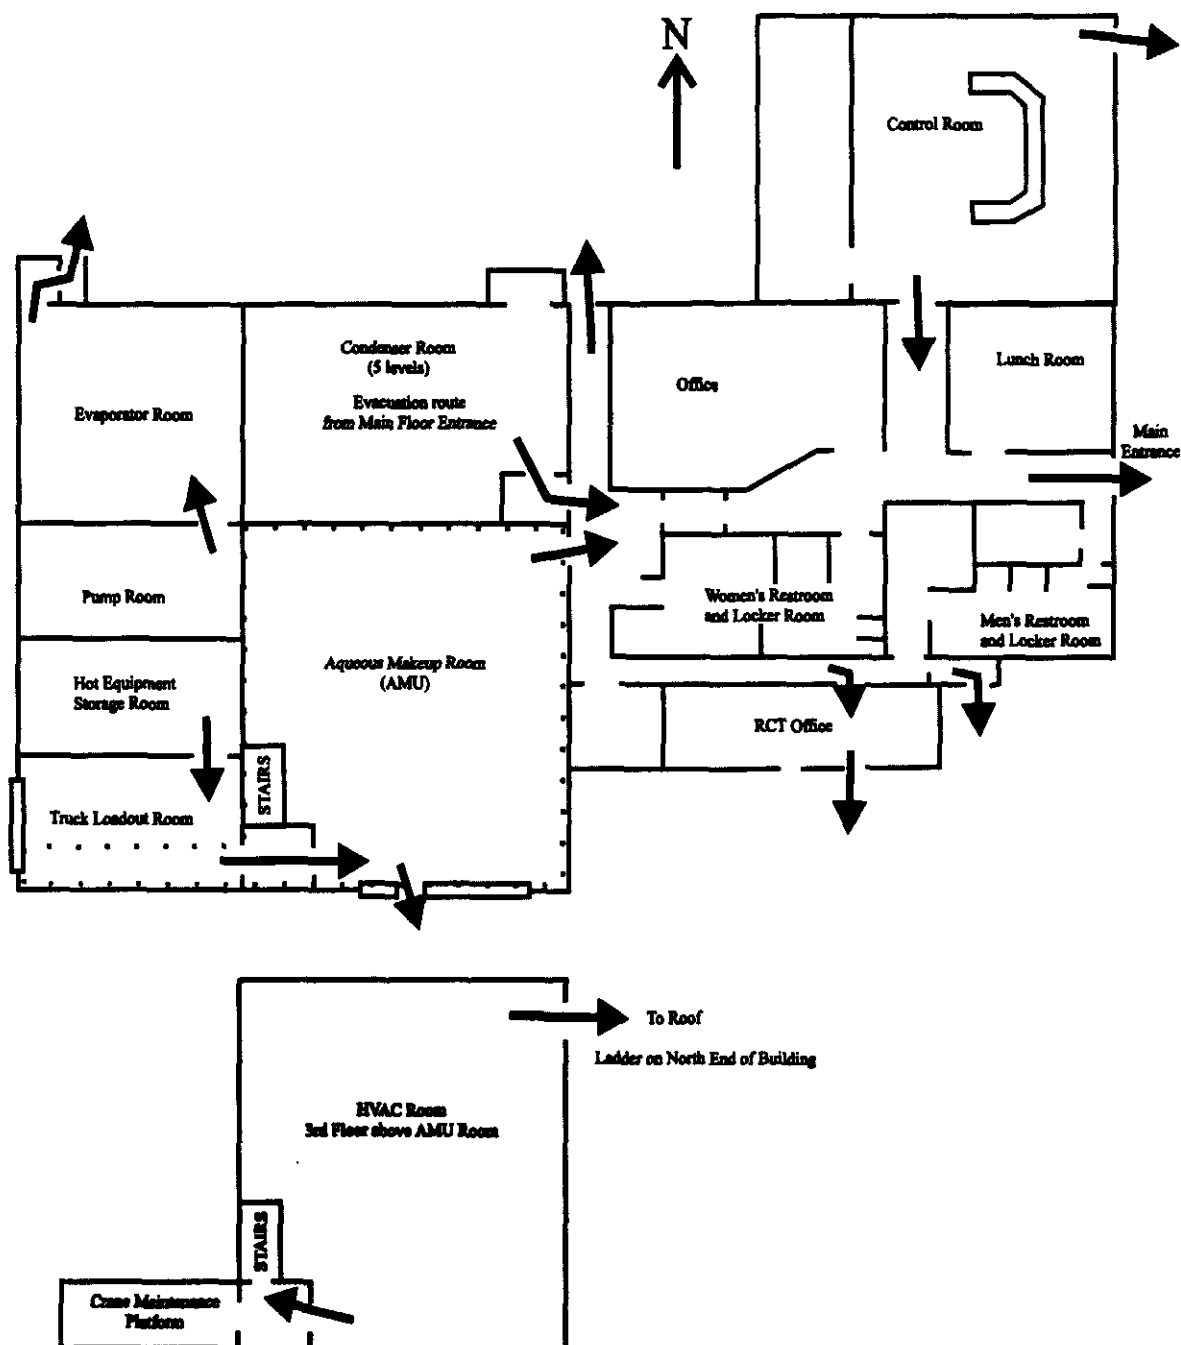 N
Control Room
Condenser Room
(5 levels)
Evacuation route
from Main Floor Entrance
Evaporator Room
Office
Lunch Room
Main
Entrance
Pump Room
Women's Restroom
and Locker Room
Men's Restroom
and Locker Room
Aqueous Makeup Room
(AMU)
Hot Equipment
Storage Room
RCT Office
STAIRS
Truck Loadout Room
To Roof
Ladder on North End of Building
HVAC Room
3rd Floor above AMU Room
STAIRS
Crane Maintenance
Platform